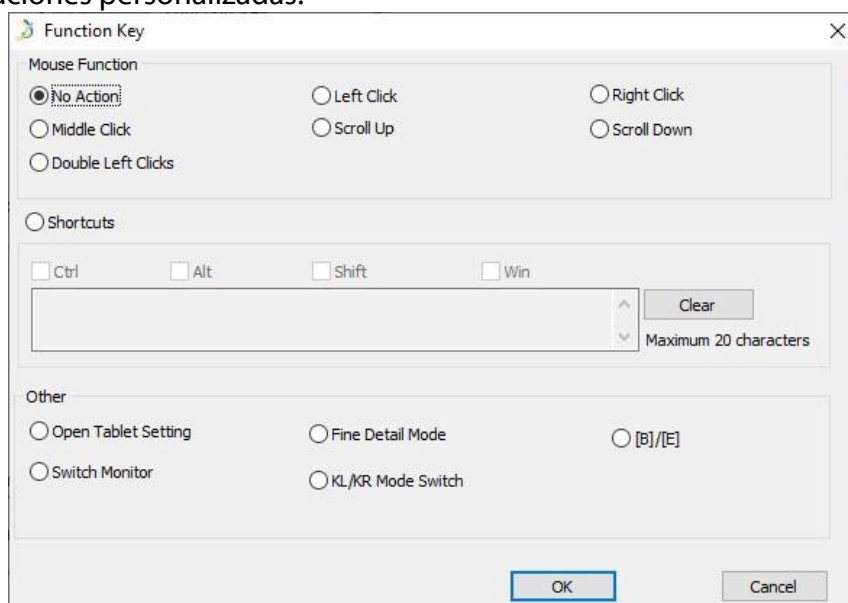 aciones personalizadas.
Function Key
Mouse Function
No Action Left Click Right Click
Middle Click Scroll Up Scroll Down
Double Left Clicks
Shortcuts
Ctrl Alt Shift Win
Clear
Maximum 20 characters
Other
Open Tablet Setting Fine Detail Mode [B]/[E]
Switch Monitor KL/KR Mode Switch
OK Cancel